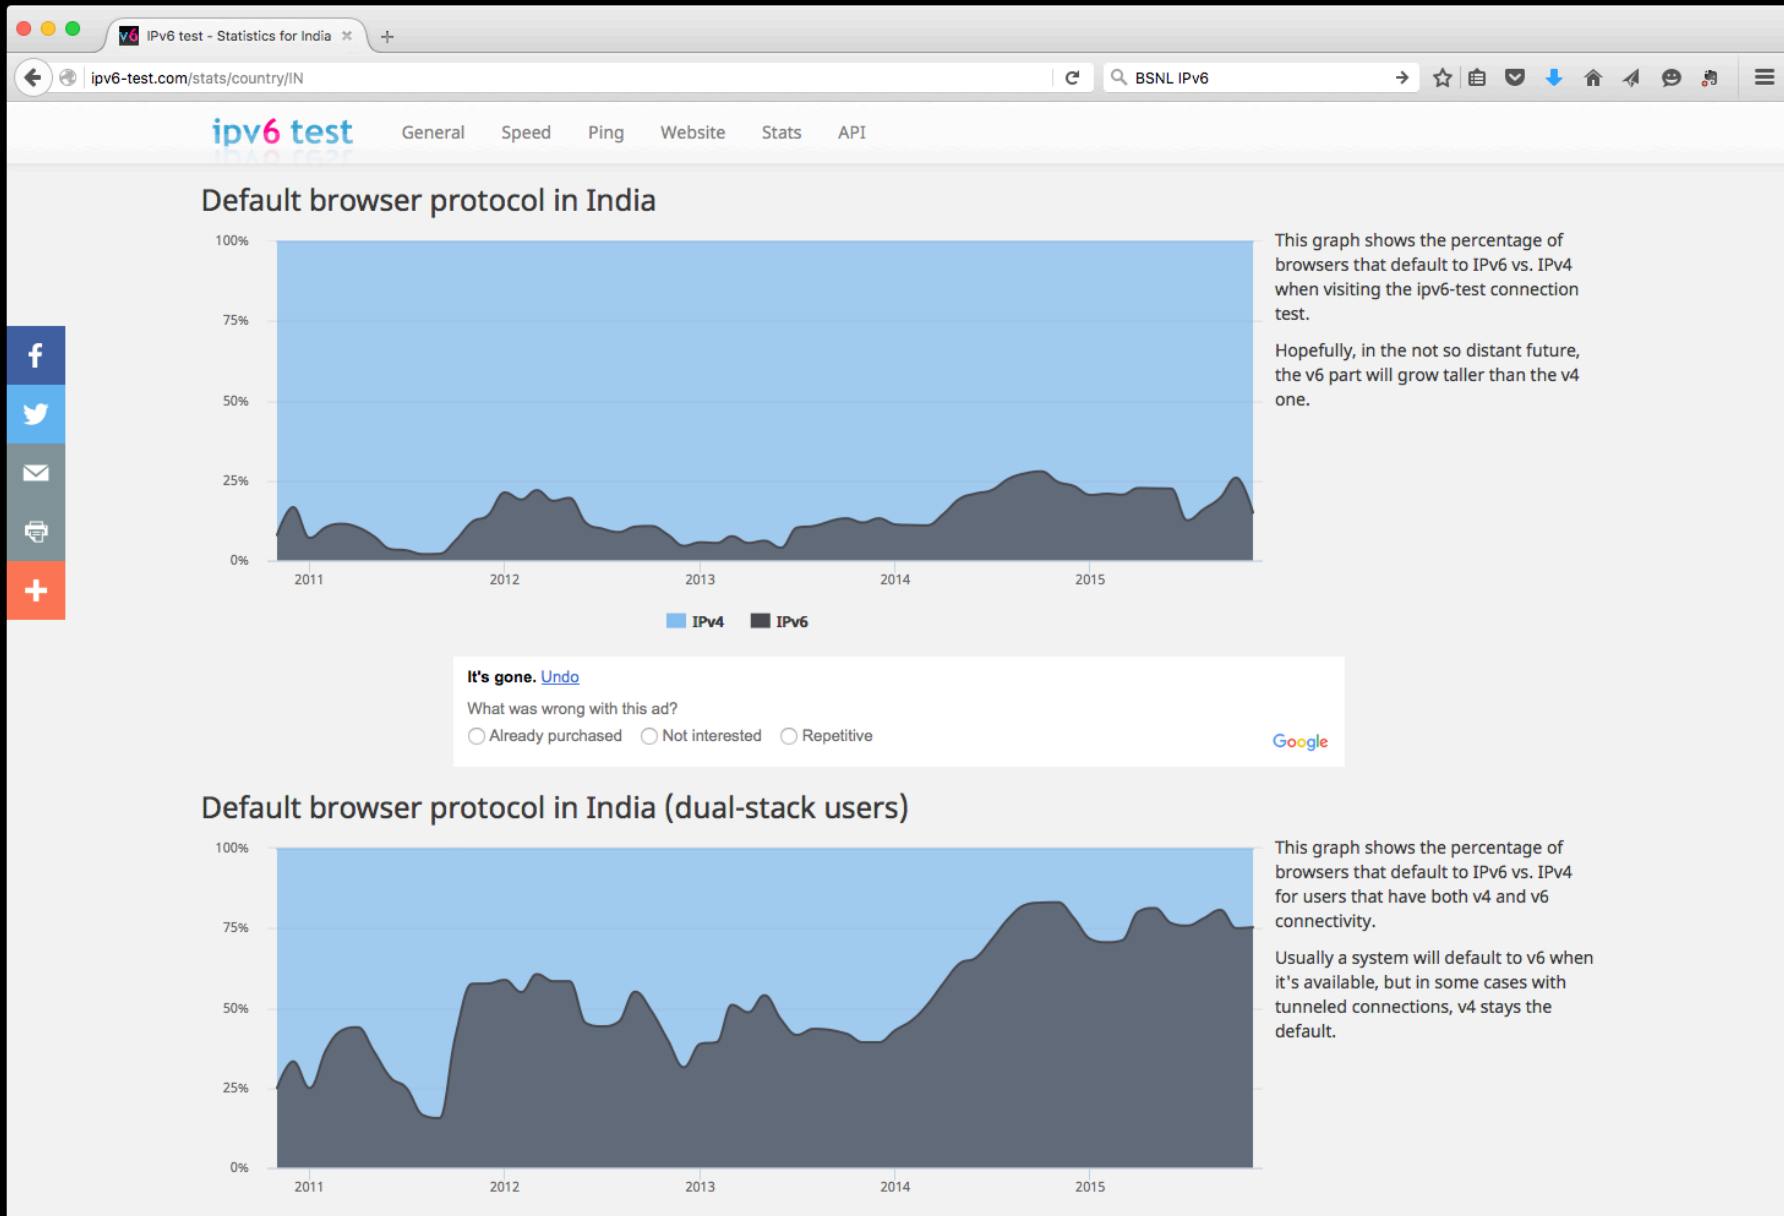 IPv6 test - Statistics for India
ipv6-test.com/stats/country/IN
BSNL IPv6
ipv6 test
General Speed Ping Website Stats API
Default browser protocol in India
100%
75%
50%
25%
0%
2011 2012 2013 2014 2015
IPv4 IPv6
This graph shows the percentage of
browsers that default to IPv6 vs. IPv4
when visiting the ipv6-test connection
test.
Hopefully, in the not so distant future,
the v6 part will grow taller than the v4
one.
It's gone. Undo
What was wrong with this ad?
Already purchased Not interested Repetitive
Google
Default browser protocol in India (dual-stack users)
100%
75%
50%
25%
0%
2011 2012 2013 2014 2015
This graph shows the percentage of
browsers that default to IPv6 vs. IPv4
for users that have both v4 and v6
connectivity.
Usually a system will default to v6 when
it's available, but in some cases with
tunneled connections, v4 stays the
default.